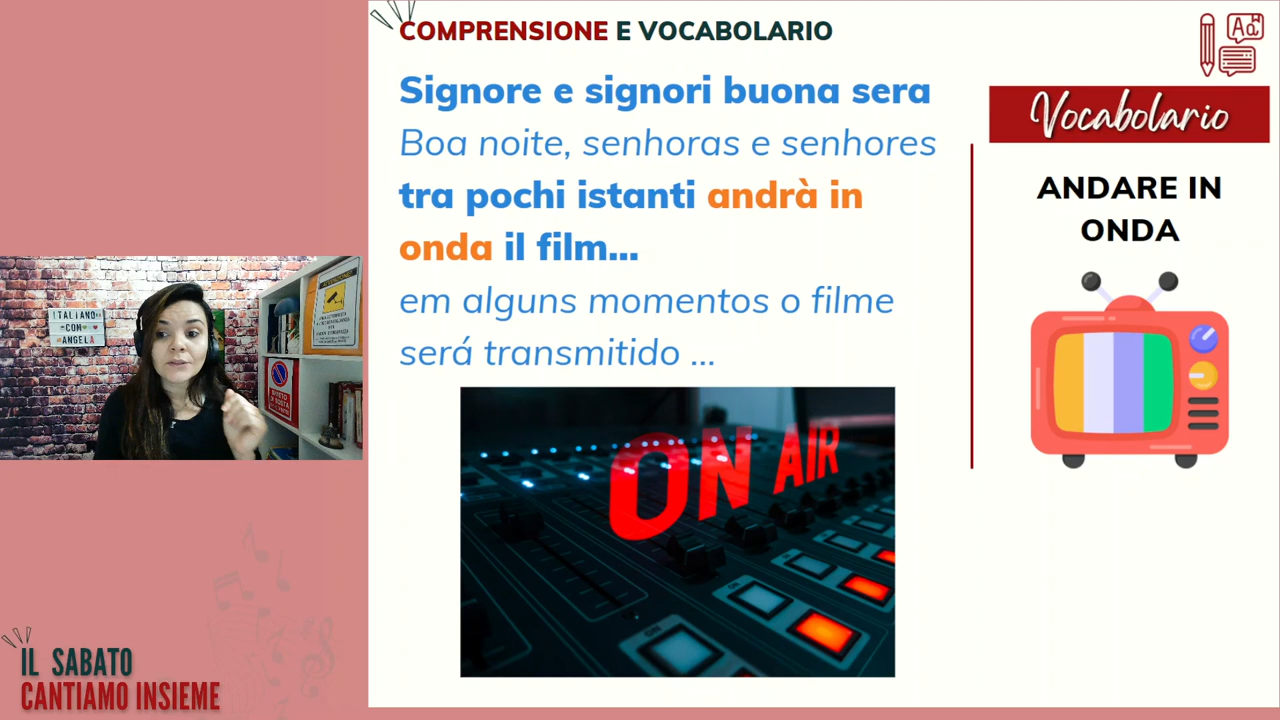 COMPRENSIONE E VOCABOLARIO
Signore e signori buona sera
Boa noite, senhoras e senhores
tra pochi istanti andrà in
onda il film...
em alguns momentos o filme
será transmitido ...
ON AIR
Vocabolario
ANDARE IN
ONDA
ITALIANO
COM
ANGELA
IL SABATO
CANTIAMO INSIEME